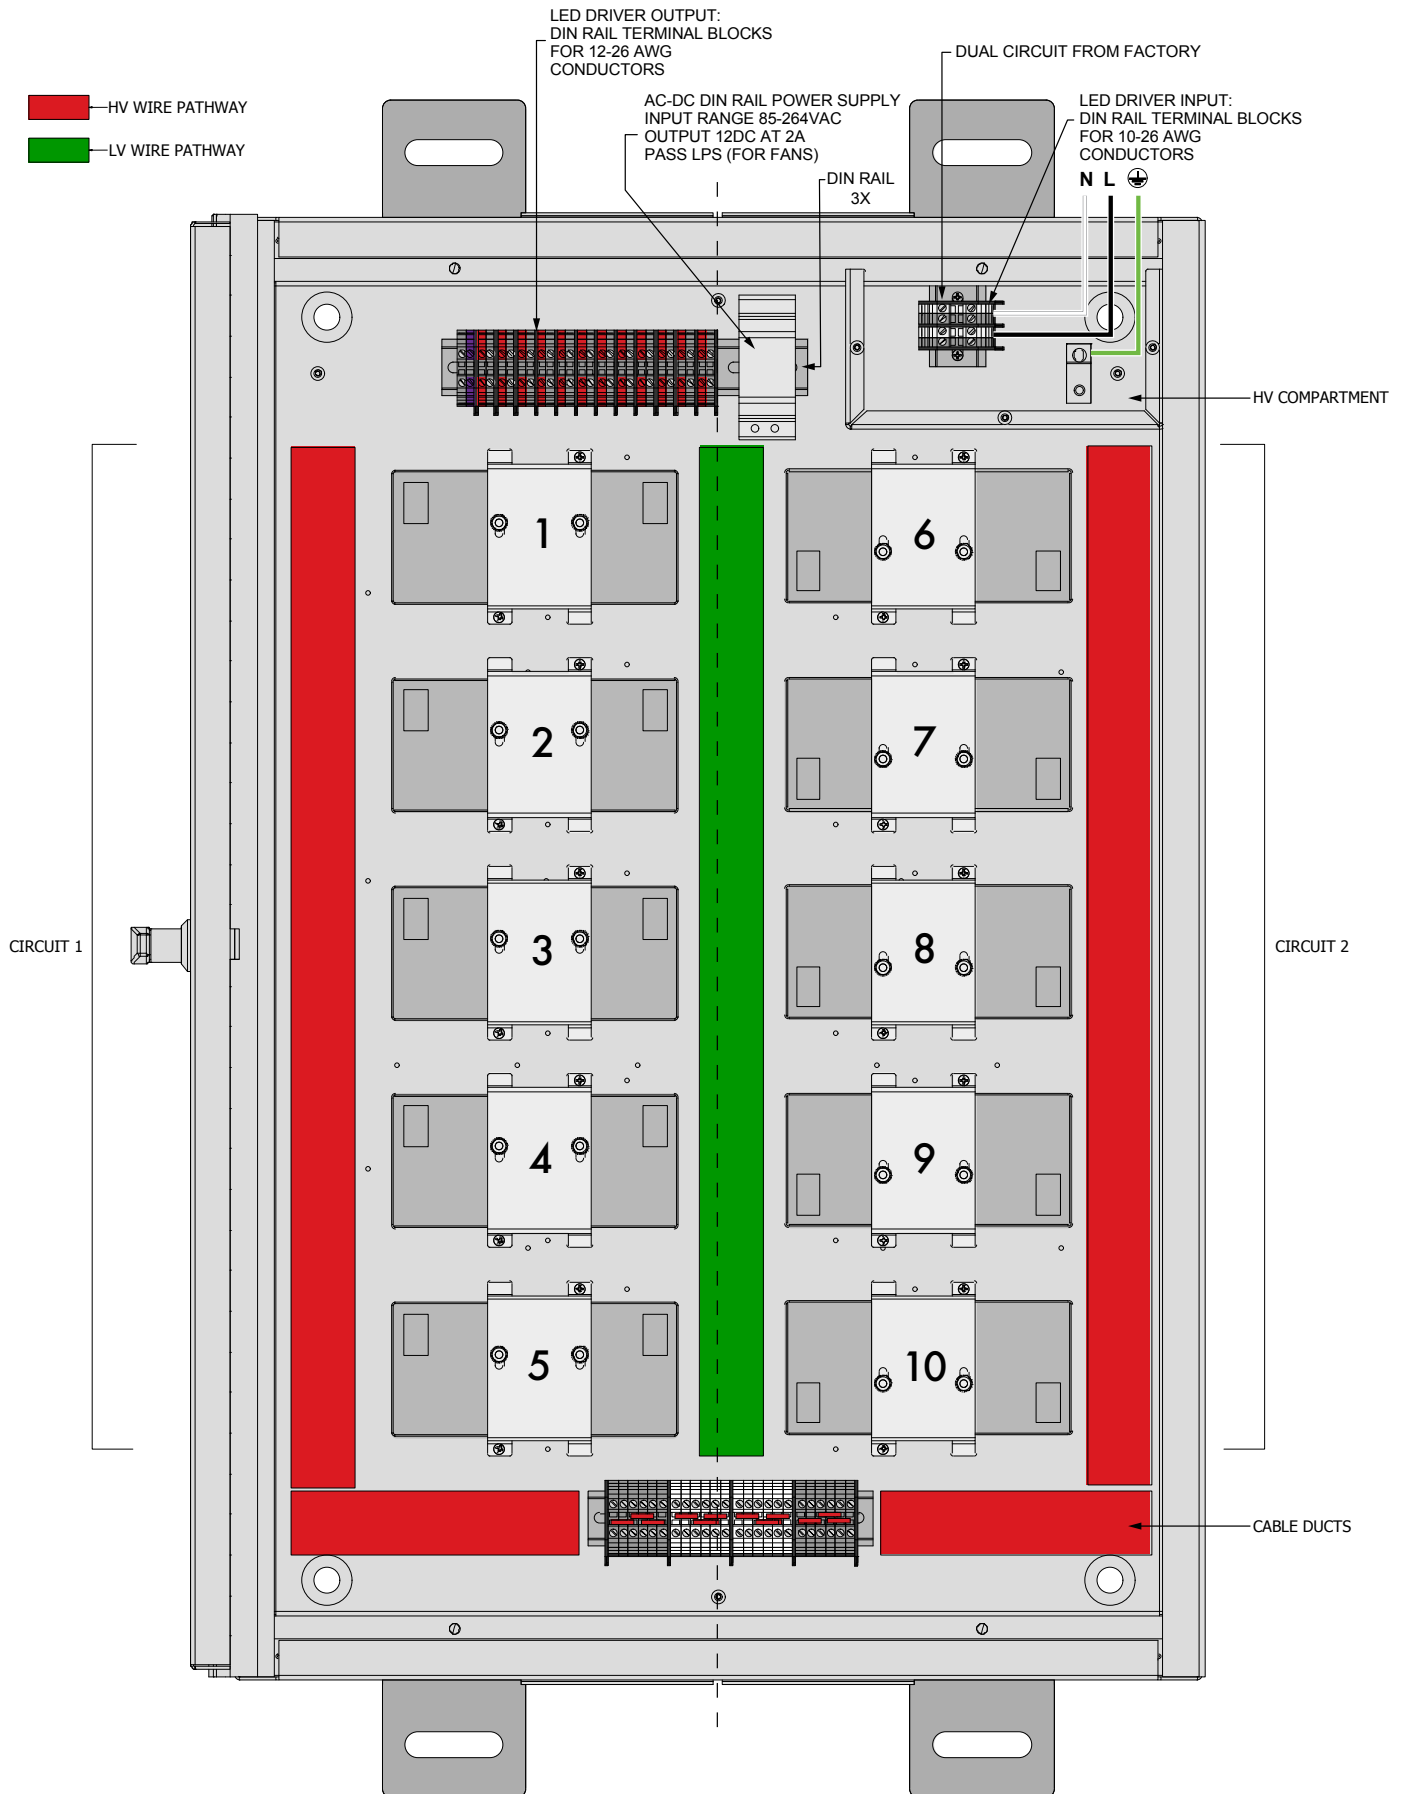 LED DRIVER OUTPUT:
DIN RAIL TERMINAL BLOCKS
FOR 12-26 AWG
CONDUCTORS
DUAL CIRCUIT FROM FACTORY
HV WIRE PATHWAY
LV WIRE PATHWAY
AC-DC DIN RAIL POWER SUPPLY
INPUT RANGE 85-264VAC
OUTPUT 12DC AT 2A
PASS LPS (FOR FANS)
LED DRIVER INPUT:
DIN RAIL TERMINAL BLOCKS
FOR 10-26 AWG
CONDUCTORS
DIN RAIL
3X
N L
HV COMPARTMENT
1
6
2
7
3
8
CIRCUIT 1
CIRCUIT 2
4
9
5
10
CABLE DUCTS